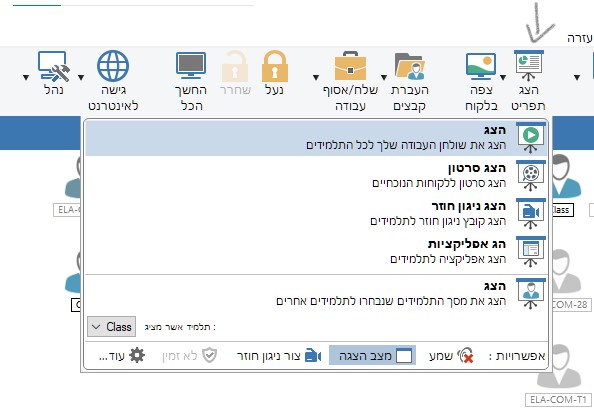 עזרה
הצג
תפריט
צפה
בלקוח
העברת
קבצים
שלח/אסוף
עבודה
נעל
שחרר
החשך
הכל
גישה
לאינטרנט
נהל
הצג
הצג את שולחן העבודה שלך לכל התלמידים
הצג סרטון
הצג סרטון ללקוחות הנוכחיים
הצג ניגון חוזר
הצג קובץ ניגון חוזר לתלמידים
הג אפליקציות
הצג אפליקציה לתלמידים
הצג
הצג את מסך התלמידים שנבחרו לתלמידים אחרים
תלמיד אשר מציג :
Class
אפשרויות :
שמע
מצב הצגה
צור ניגון חוזר
לא זמין
עוד...
Class
COM-28
ELA-COM-T1